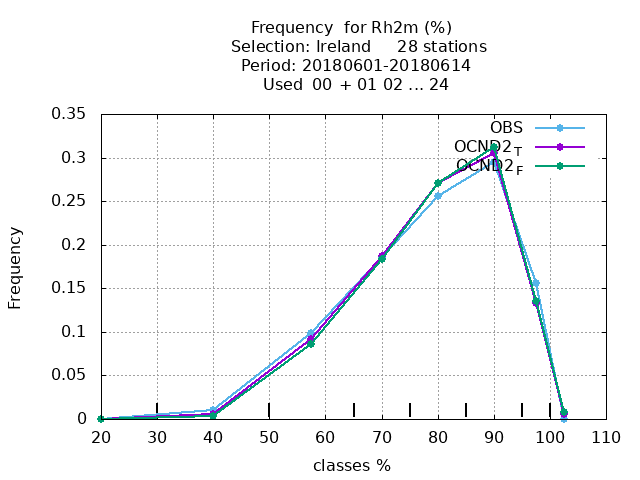 Frequency for Rh2m (%)
Selection: Ireland 28 stations
Period: 20180601-20180614
Used 00 + 01 02 ... 24
0.35
0.3
0.25
0.2
0.15
0.1
0.05
0
OBS
OCND2T
OCND2F
Frequency
20 30 40 50 60 70 80 90 100 110
classes %